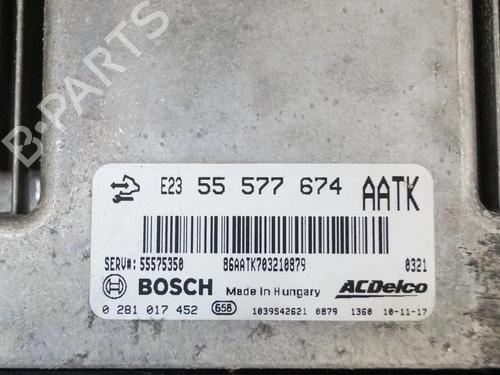 B-PARTS
E23 55 577 674 AATK
SERV#: 55575350 86AATK703210879 0321
BOSCH Made in Hungary ACDelco
0 281 017 452 658 1039S42621 0879 1360 10-11-17